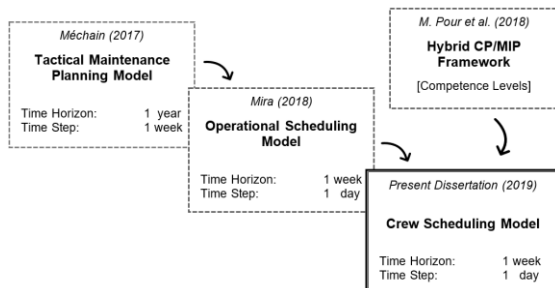 Méchain (2017)
Tactical Maintenance
Planning Model
Time Horizon: 1 year
Time Step: 1 week
Mira (2018)
Operational Scheduling
Model
Time Horizon: 1 week
Time Step: 1 day
M. Pour et al. (2018)
Hybrid CP/MIP
Framework
[Competence Levels]
Present Dissertation (2019)
Crew Scheduling Model
Time Horizon: 1 week
Time Step: 1 day